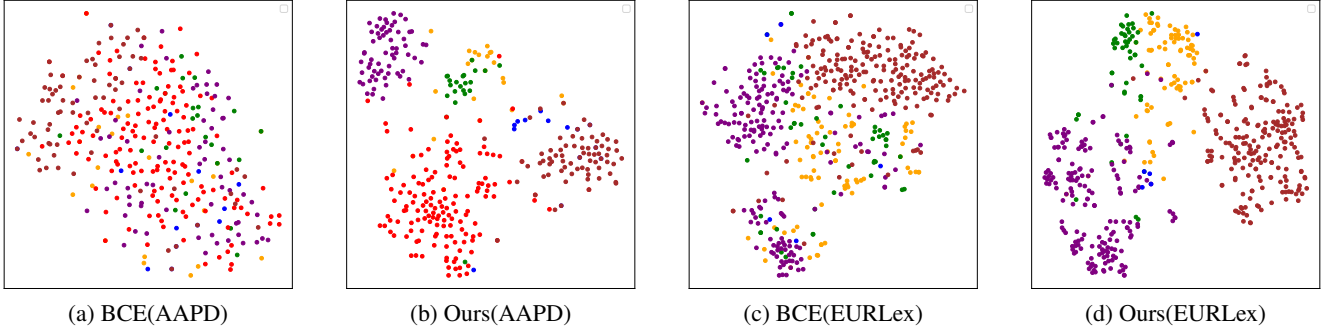 (a) BCE(AAPD)
(b) Ours(AAPD)
(c) BCE(EURLex)
(d) Ours(EURLex)